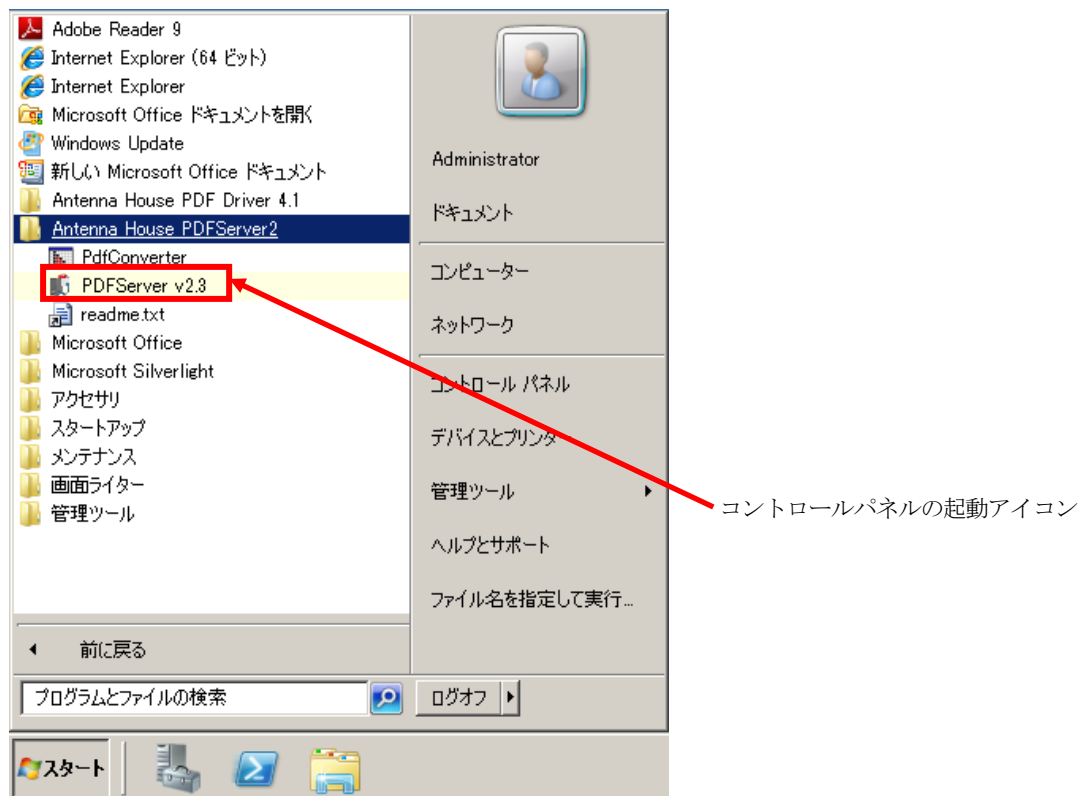 Adobe Reader 9
Internet Explorer (64 ビット)
Internet Explorer
Microsoft Office ドキュメントを開く
Windows Update
新しい Microsoft Office ドキュメント
Antenna House PDF Driver 4.1
Antenna House PDFServer2
PdfConverter
PDFServer v2.3
readme.txt
Microsoft Office
Microsoft Silverlight
アクセサリ
スタートアップ
メンテナンス
画面ライター
管理ツール
前に戻る
プログラムとファイルの検索
Administrator
ドキュメント
コンピューター
ネットワーク
コントロール パネル
デバイスとプリンター
管理ツール
ヘルプとサポート
ファイル名を指定して実行...
ログオフ
コントロールパネルの起動アイコン
スタート